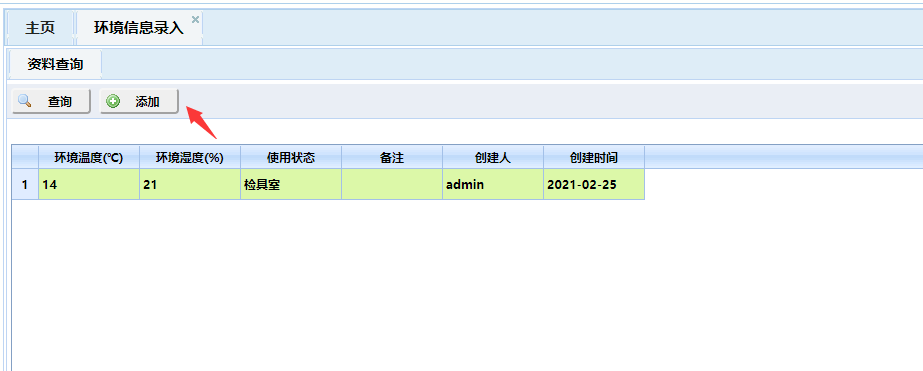 主页 环境信息录入
资料查询
查询 添加
环境温度(℃) 环境湿度(%) 使用状态 备注 创建人 创建时间
1 14 21 检具室 admin 2021-02-25